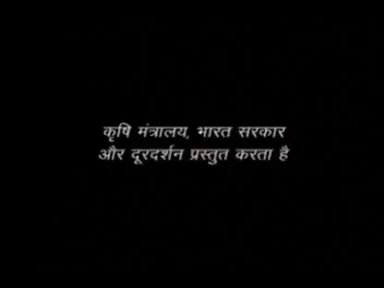 कृषि मंत्रालय, भारत सरकार
और दूरदर्शन प्रस्तुत करता है